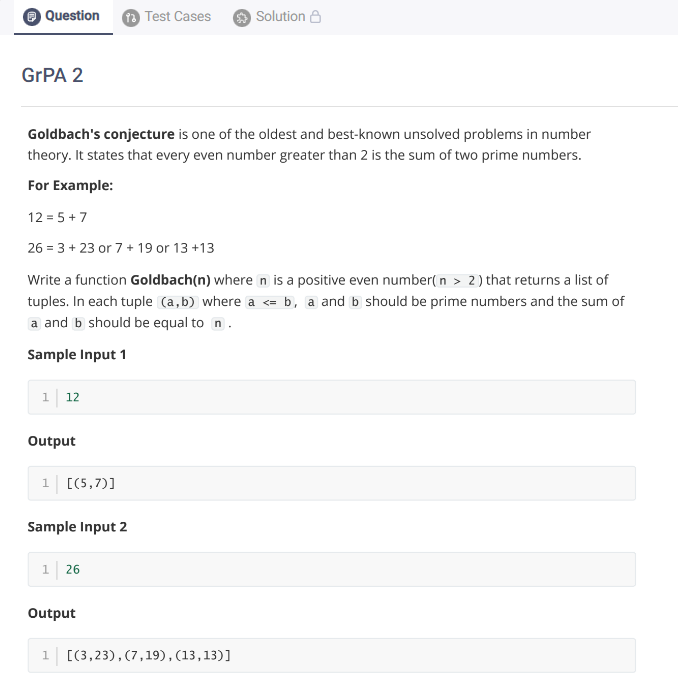 Question Test Cases Solution
GrPA 2
Goldbach's conjecture is one of the oldest and best-known unsolved problems in number
theory. It states that every even number greater than 2 is the sum of two prime numbers.
For Example:
12 = 5 + 7
26 = 3 + 23 or 7 + 19 or 13 +13
Write a function Goldbach(n) where n is a positive even number( n > 2 ) that returns a list of
tuples. In each tuple (a,b) where a <= b, a and b should be prime numbers and the sum of
a and b should be equal to n .
Sample Input 1
1 12
Output
1 [(5,7)]
Sample Input 2
1 26
Output
1 [(3,23),(7,19),(13,13)]